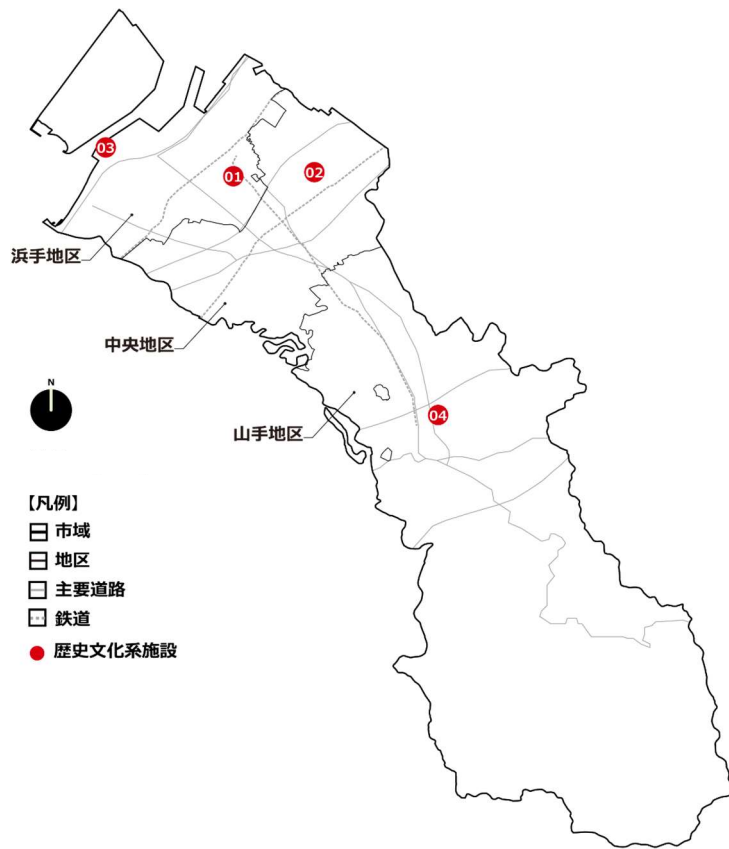 03
01
02
浜手地区
中央地区
N
04
山手地区
【凡例】
市域
地区
主要道路
鉄道
歴史文化系施設